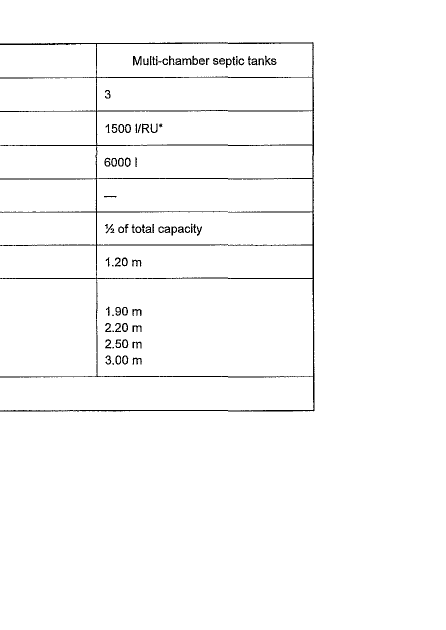 Multi-chamber septic tanks
3
1500 l/RU*
6000 l
—
½ of total capacity
1.20 m
1.90 m
2.20 m
2.50 m
3.00 m